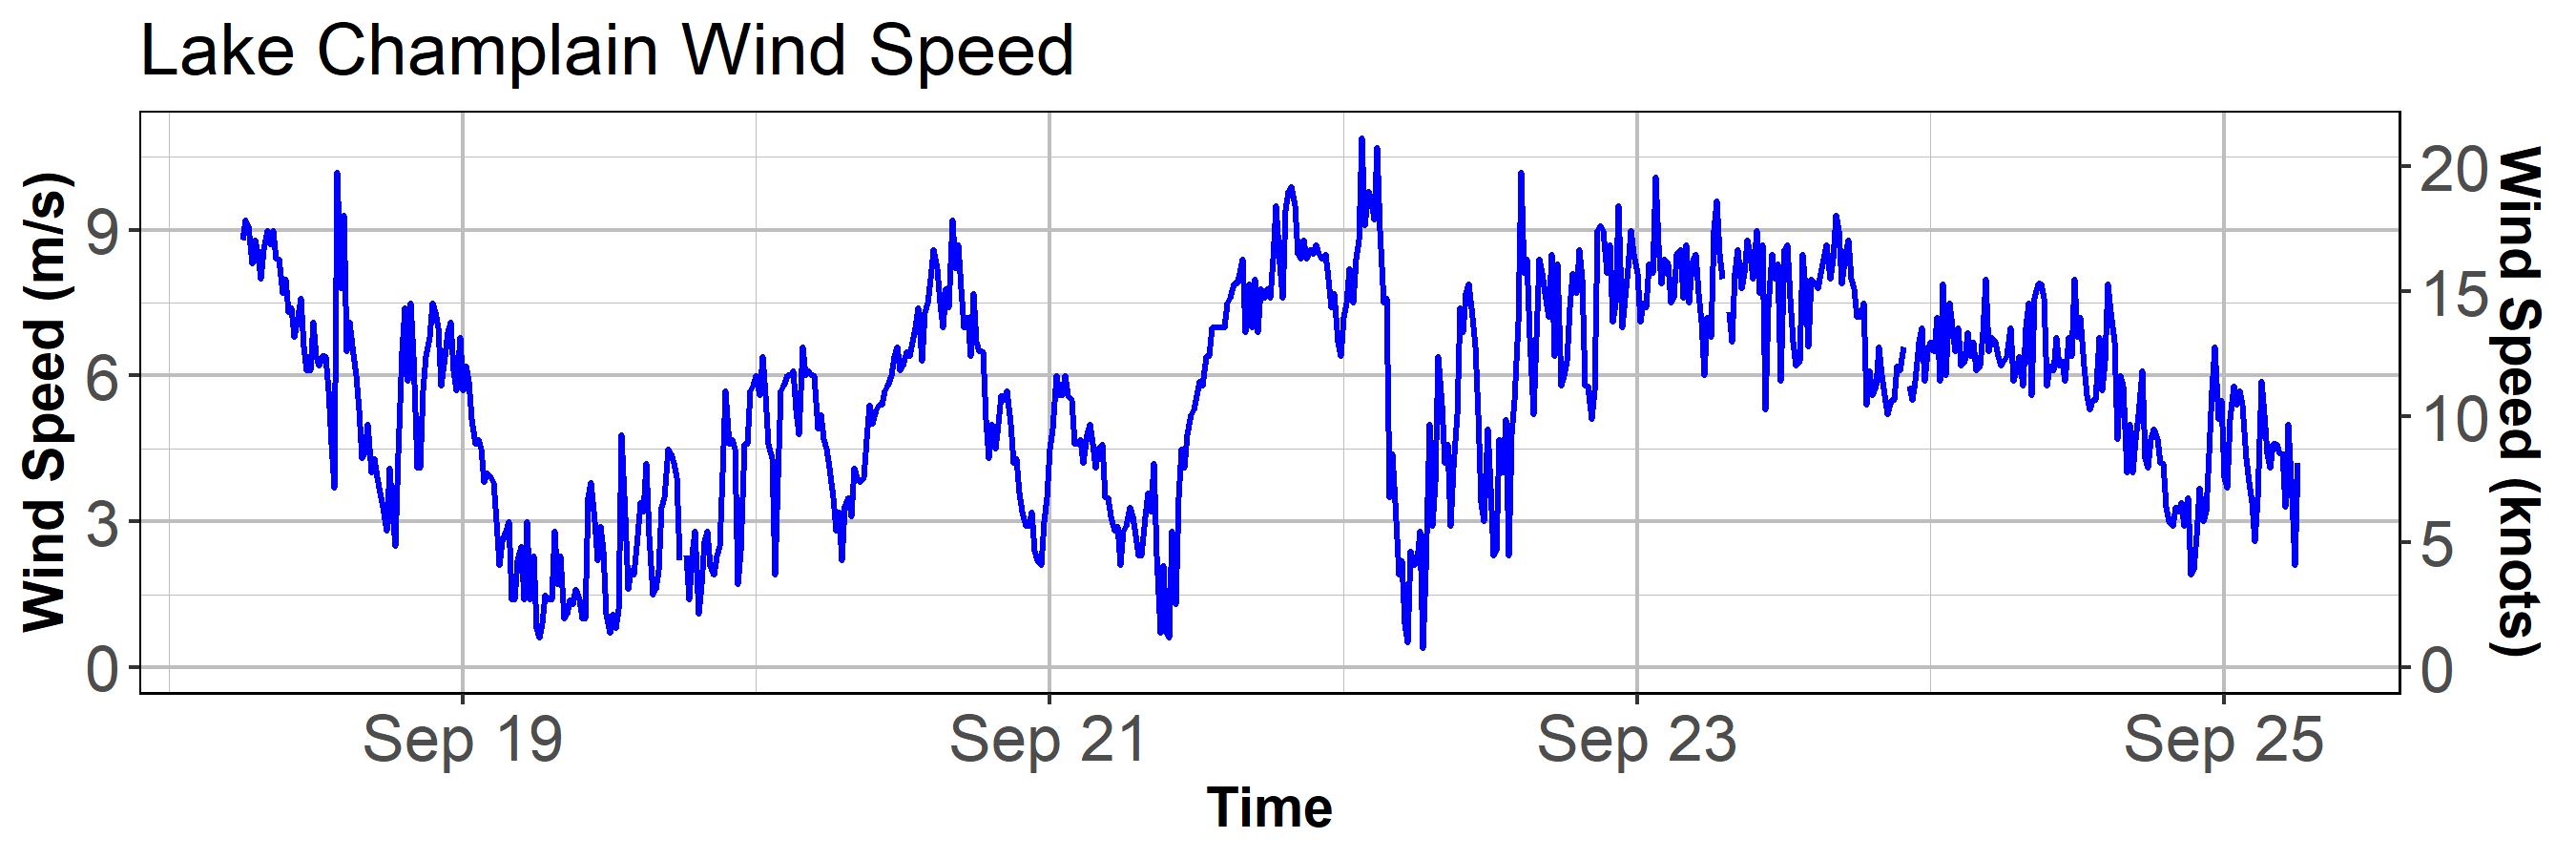 Lake Champlain Wind Speed
Wind Speed (m/s)
9
6
3
0
20
15
10
5
0
Wind Speed (knots)
Sep 19
Sep 21
Sep 23
Sep 25
Time